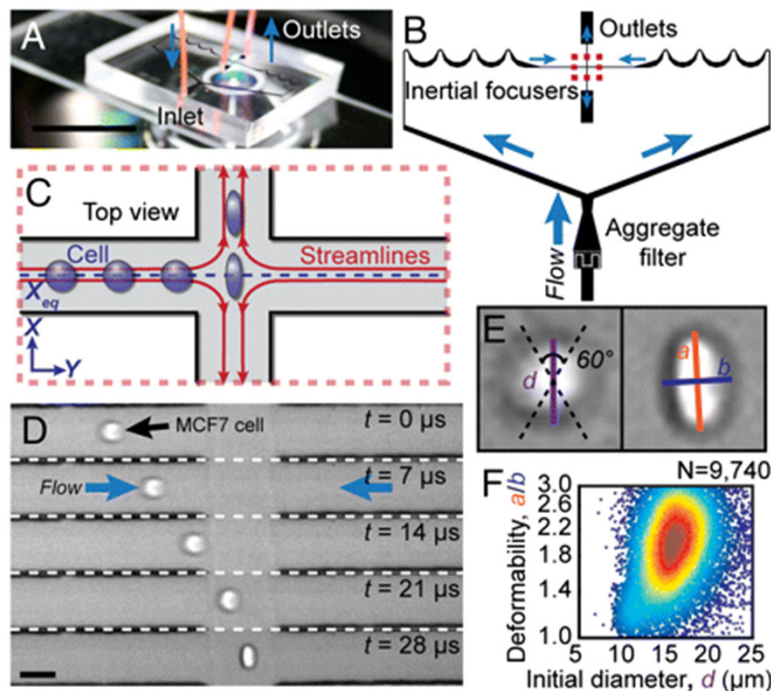 A
Outlets
Inlet
B
Outlets
Inertial focusers
Aggregate
filter
Flow
C
Top view
Cell
Streamlines
Xeq
X
Y
D
MCF7 cell
t = 0 µs
Flow
t = 7 µs
t = 14 µs
t = 21 µs
t = 28 µs
E
d
60°
a
b
F
N=9,740
Deformability, a/b
3.0
2.6
2.2
1.8
1.4
1.0
5
10
15
20
25
Initial diameter, d (µm)